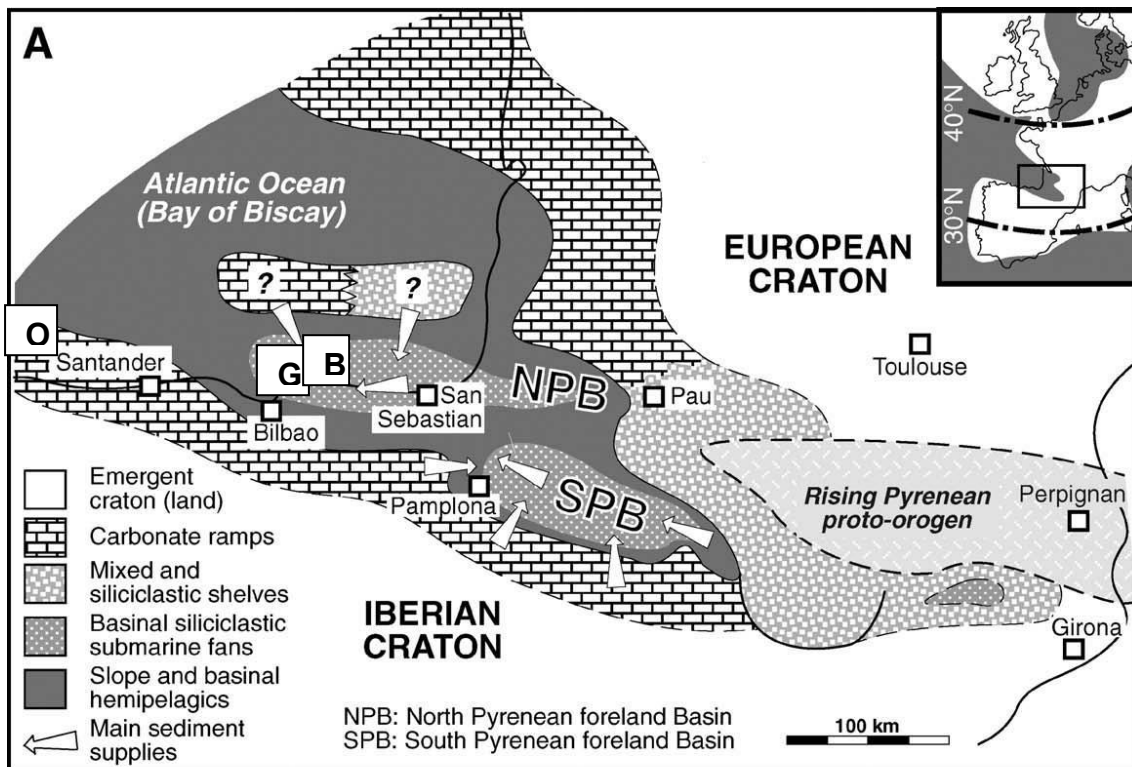 A
Atlantic Ocean
(Bay of Biscay)
40°N
30°N
EUROPEAN
CRATON
?
?
O
Santander
G
B
San
Sebastian
NPB
Pau
Toulouse
Bilbao
Pamplona
SPB
Rising Pyrenean
proto-orogen
Perpignan
IBERIAN
CRATON
Girona
Emergent
craton (land)
Carbonate ramps
Mixed and
siliciclastic shelves
Basinal siliciclastic
submarine fans
Slope and basinal
hemipelagics
Main sediment
supplies
NPB: North Pyrenean foreland Basin
SPB: South Pyrenean foreland Basin
100 km